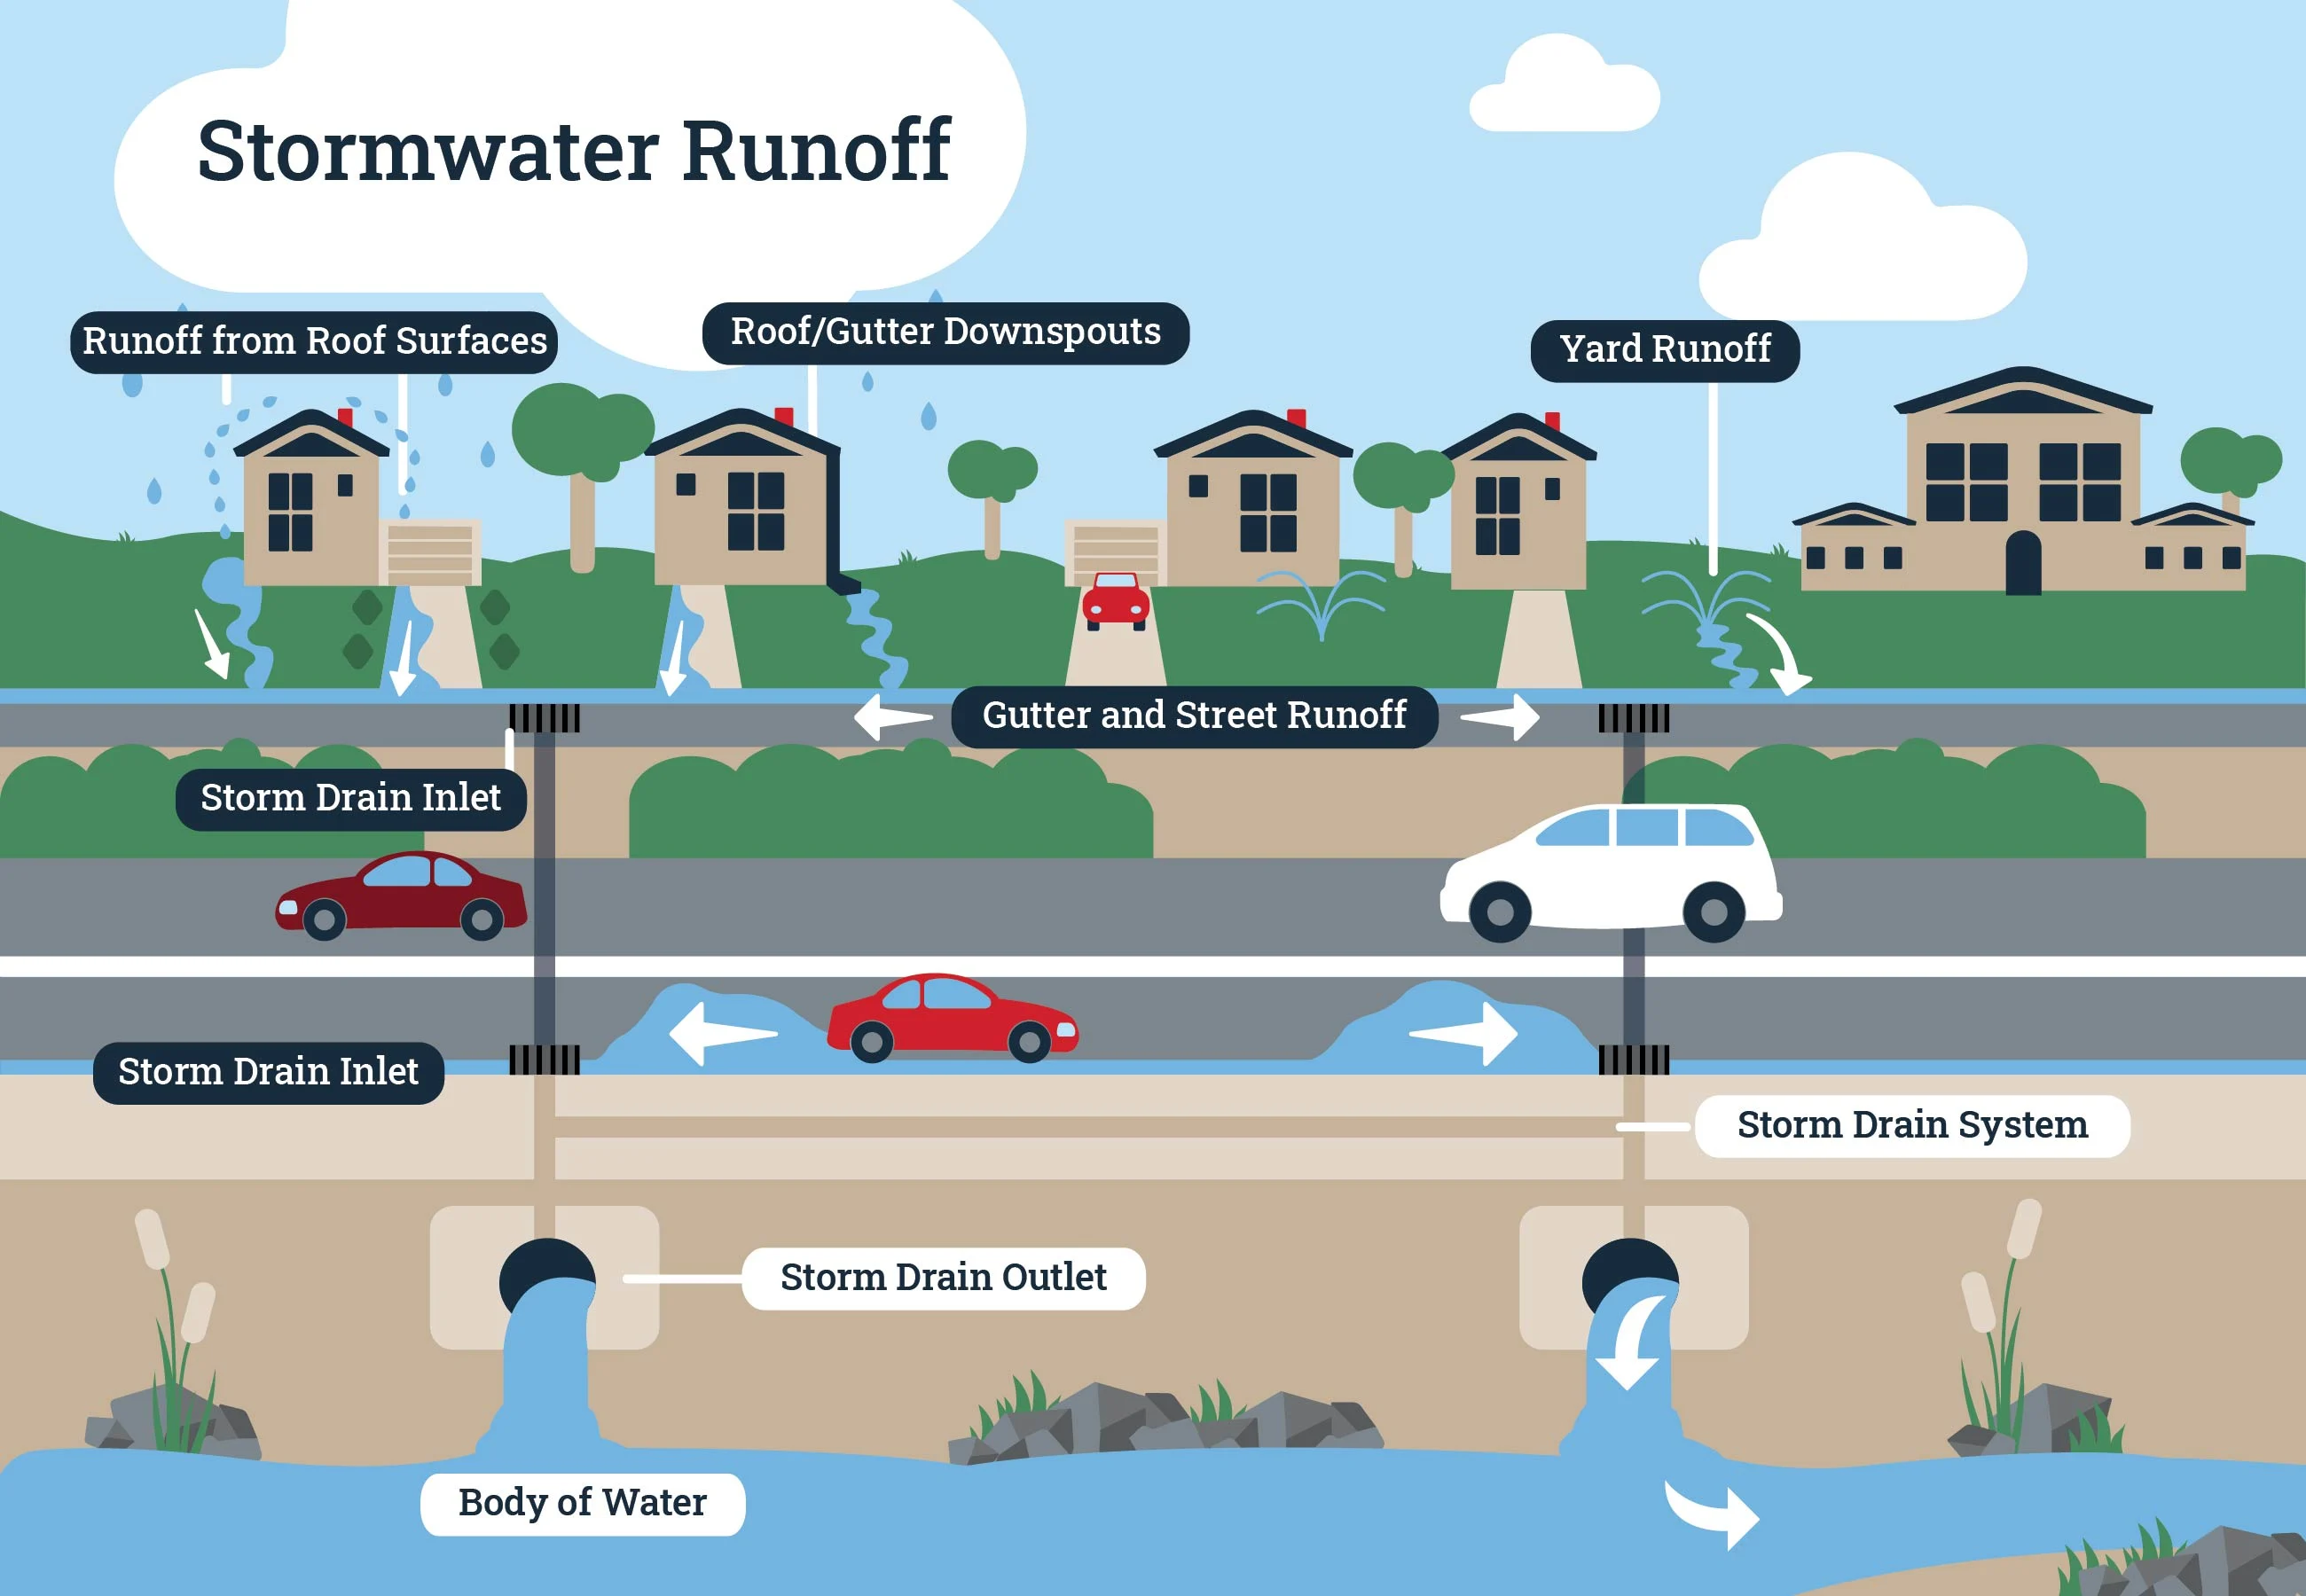 Stormwater Runoff
Runoff from Roof Surfaces
Roof/Gutter Downspouts
Yard Runoff
Gutter and Street Runoff
Storm Drain Inlet
Storm Drain Inlet
Storm Drain System
Storm Drain Outlet
Body of Water